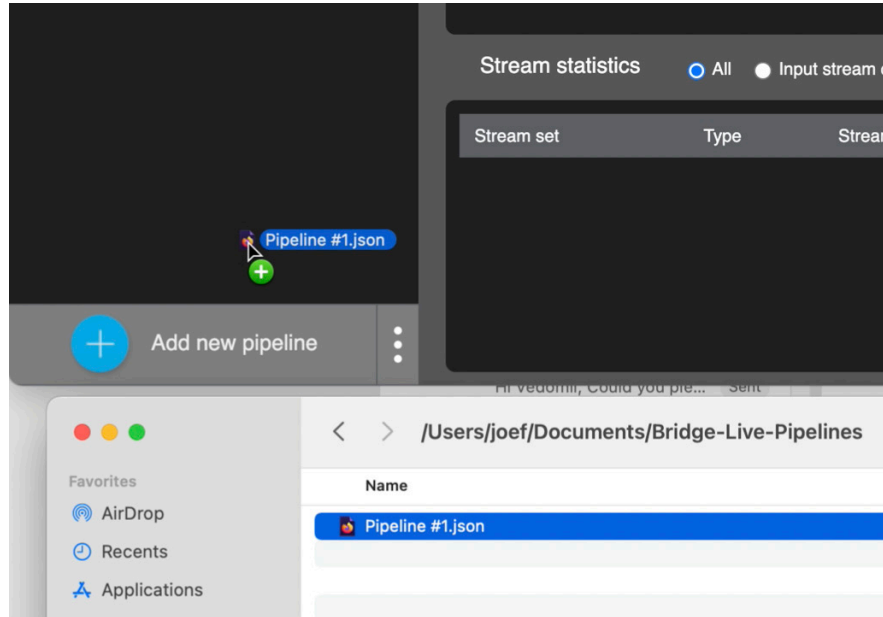 Stream statistics All Input stream
Stream set Type
Pipeline #1.json
Add new pipeline
Sent
/Users/joef/Documents/Bridge-Live-Pipelines
Favorites
Name
AirDrop
Pipeline #1.json
Recents
Applications